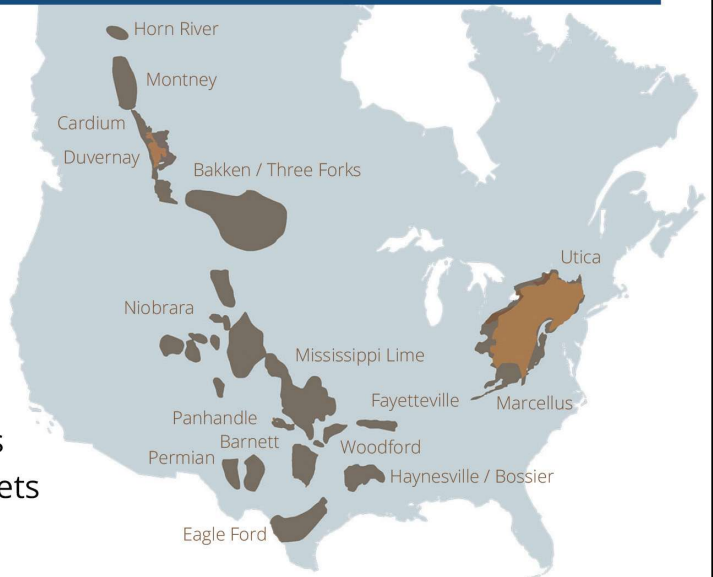 Horn River
Montney
Cardium
Duvernay
Bakken / Three Forks
Utica
Niobrara
Mississippi Lime
Fayetteville
Marcellus
Panhandle
Barnett
Woodford
Permian
Haynesville / Bossier
s
ets
Eagle Ford